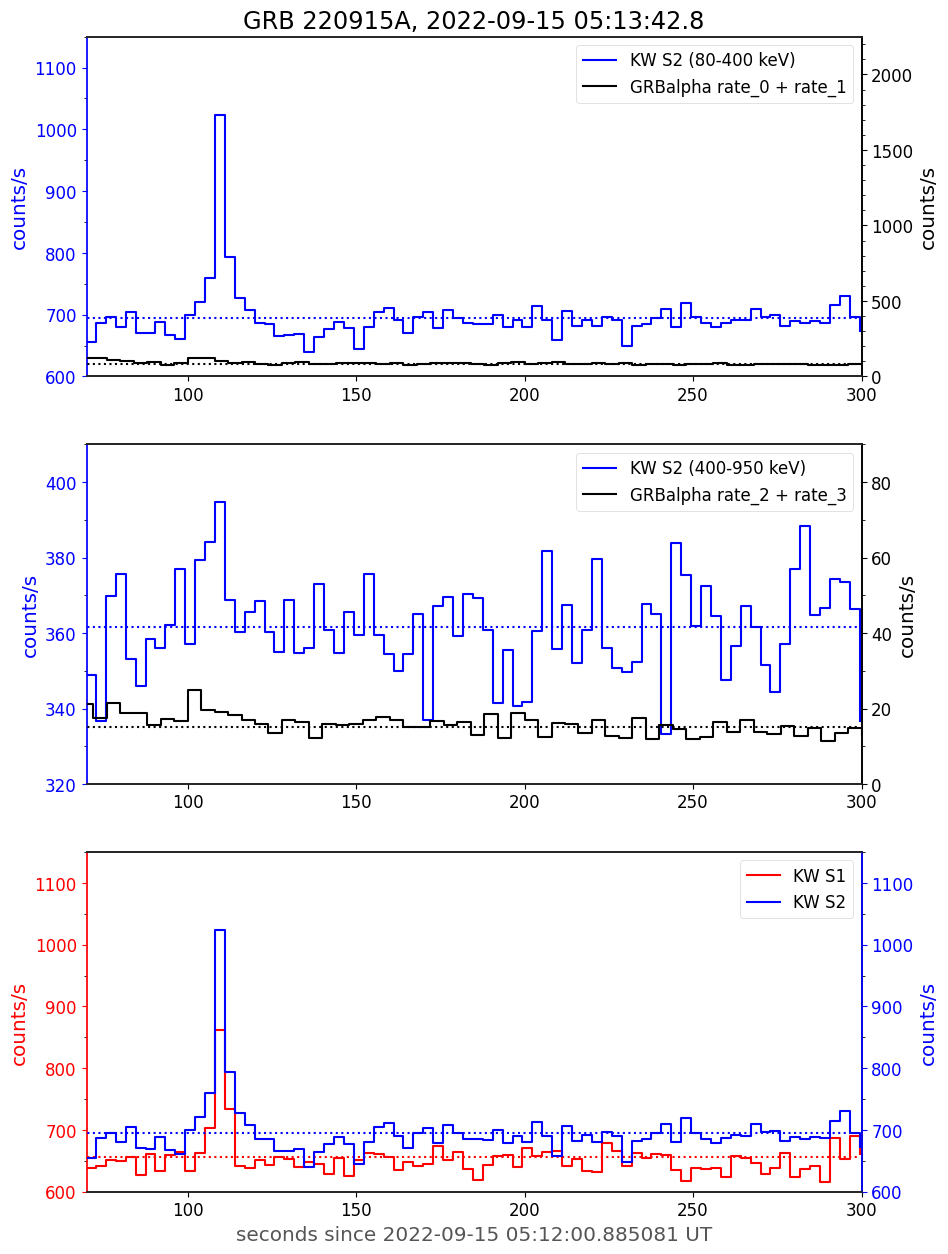 GRB 220915A, 2022-09-15 05:13:42.8
KW S2 (80-400 keV)
GRBalpha rate_0 + rate_1
counts/s
1100
1000
900
800
700
600
2000
1500
1000
500
0
counts/s
100 150 200 250 300
KW S2 (400-950 keV)
GRBalpha rate_2 + rate_3
counts/s
400
380
360
340
320
80
60
40
20
0
counts/s
100 150 200 250 300
KW S1
KW S2
counts/s
1100
1000
900
800
700
600
1100
1000
900
800
700
600
counts/s
100 150 200 250 300
seconds since 2022-09-15 05:12:00.885081 UT